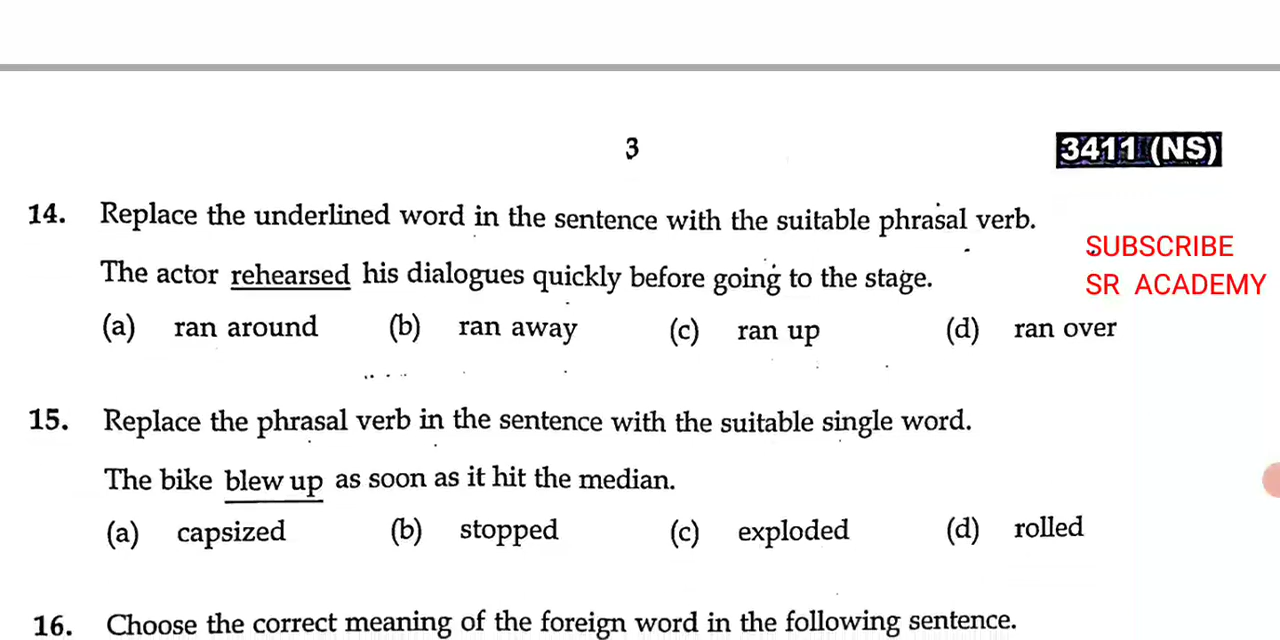 3
3411 (NS)
14. Replace the underlined word in the sentence with the suitable phrasal verb.
SUBSCRIBE
The actor rehearsed his dialogues quickly before going to the stage.
SR ACADEMY
(a) ran around (b) ran away (c) ran up (d) ran over
15. Replace the phrasal verb in the sentence with the suitable single word.
The bike blew up as soon as it hit the median.
(a) capsized (b) stopped (c) exploded (d) rolled
16. Choose the correct meaning of the foreign word in the following sentence.